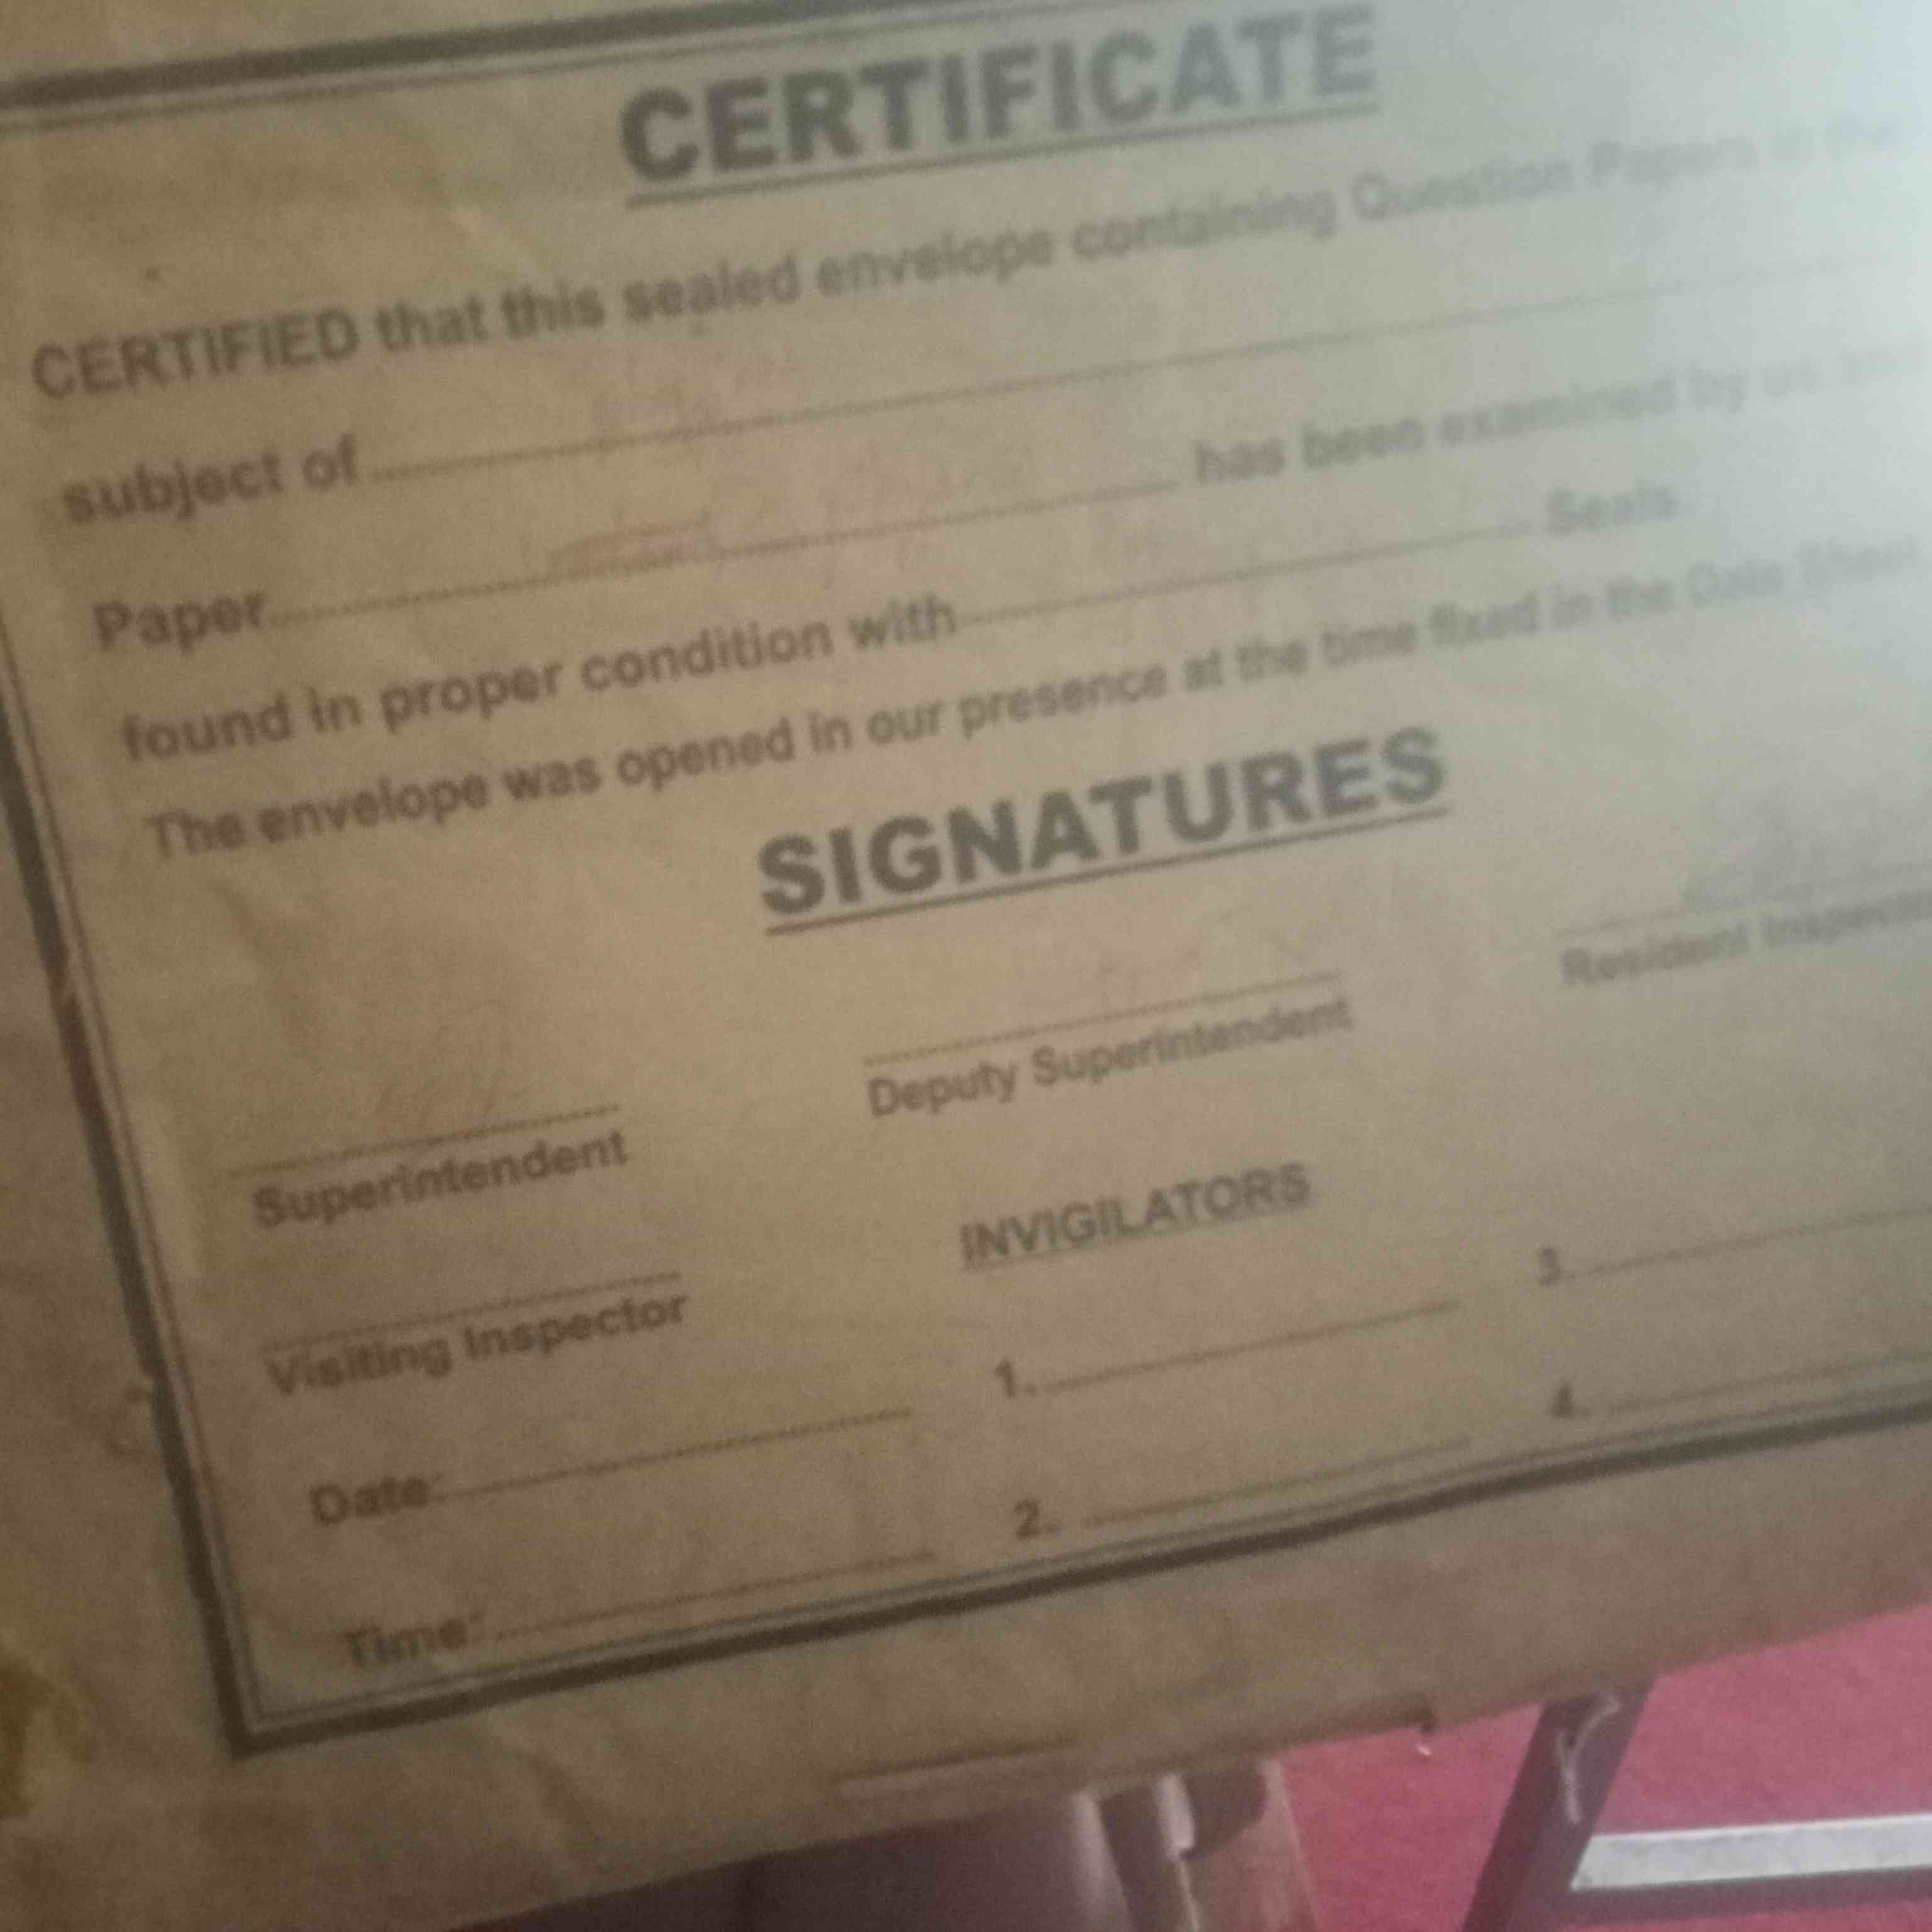 CERTIFICATE
CERTIFIED that this sealed envelope containing Question Papers in the
subject of
Paper has been examined by us and
found in proper condition with Seals.
The envelope was opened in our presence at the time fixed in the Date Sheet
SIGNATURES
Superintendent Deputy Superintendent Resident Inspector
INVIGILATORS
Visiting Inspector
1. 3.
Date:
2. 4.
Time: